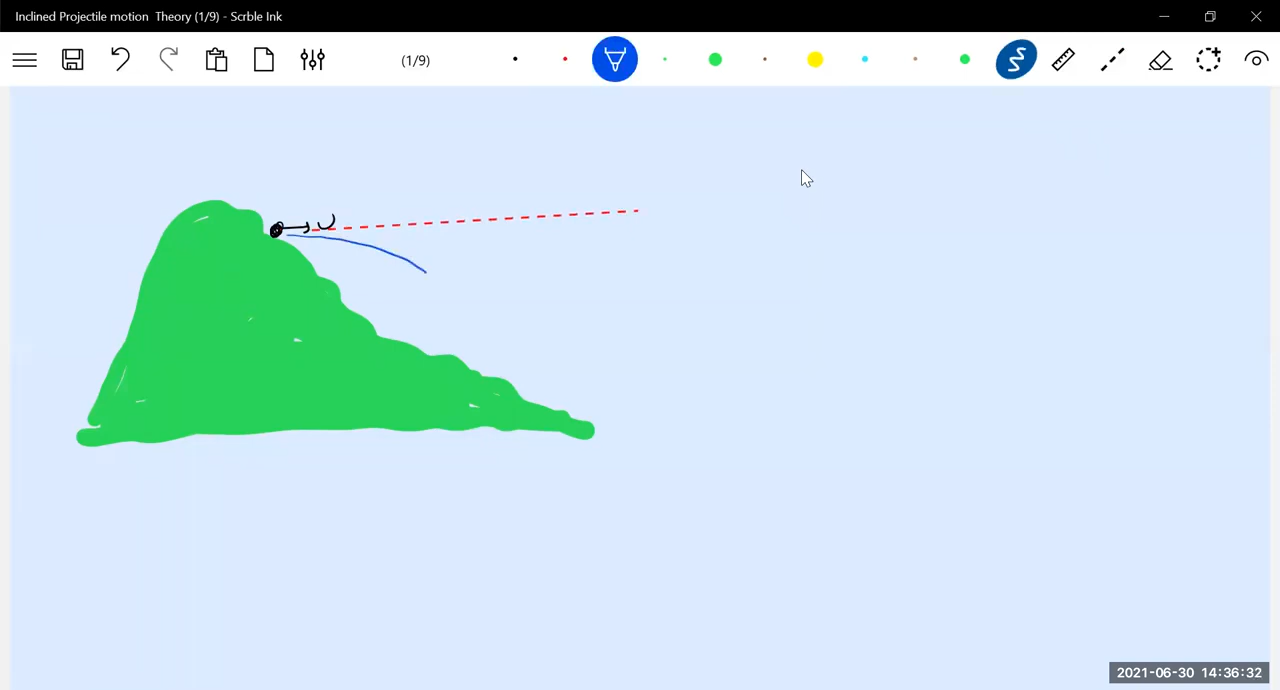 Inclined Projectile motion  Theory (1/9) - Scrble Ink
(1/9)
u
2021-06-30 14:36:32